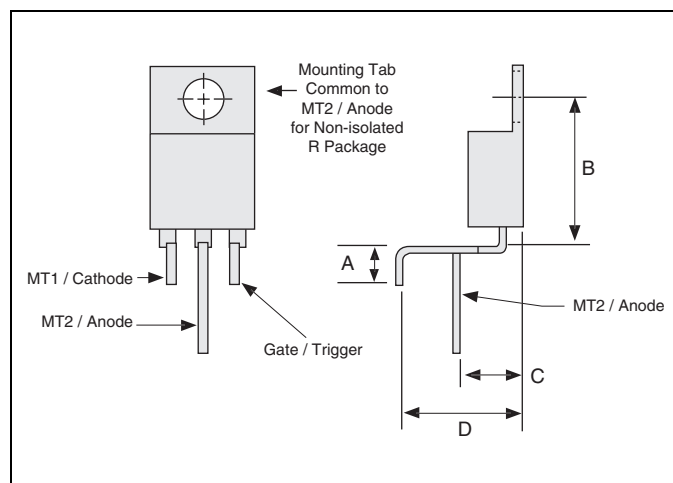 Mounting Tab
Common to
MT2 / Anode
for Non-isolated
R Package
MT1 / Cathode
MT2 / Anode
Gate / Trigger
A
B
MT2 / Anode
C
D